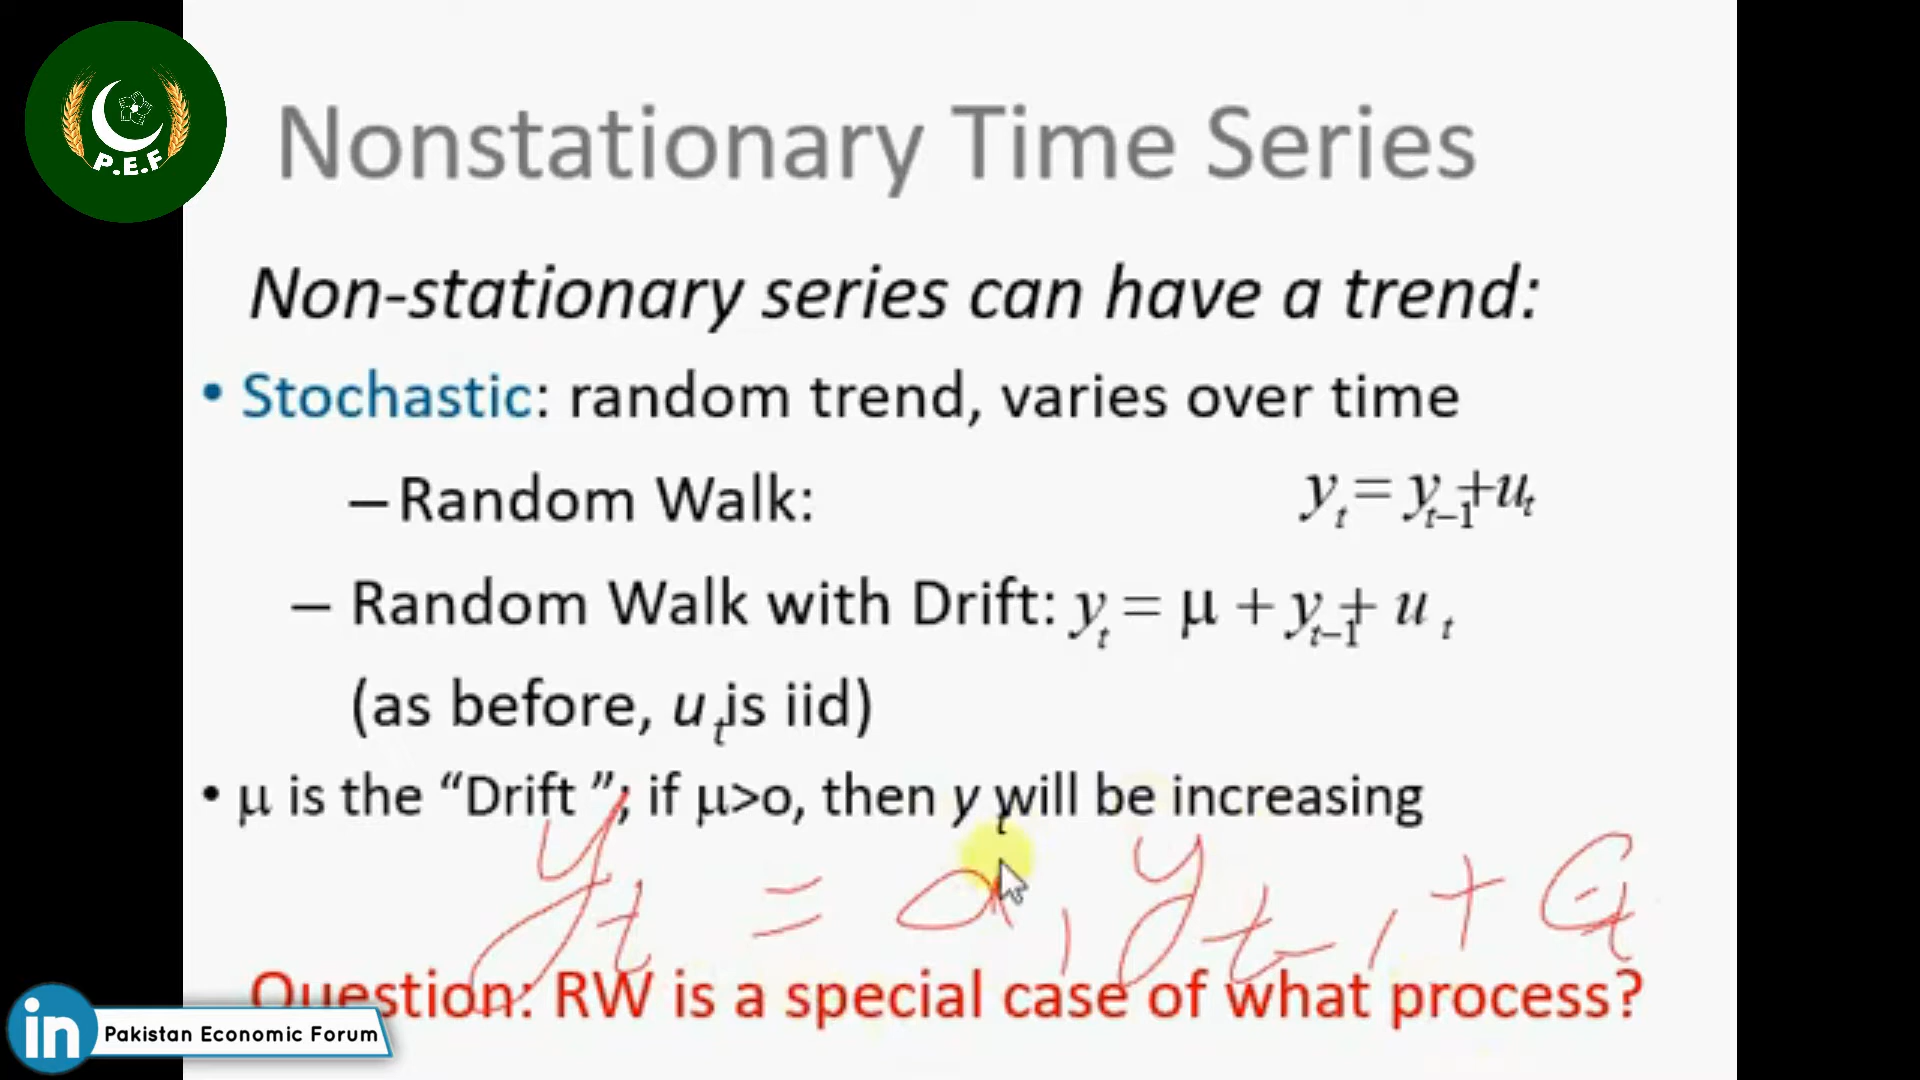 P.E.F
Nonstationary Time Series
Non-stationary series can have a trend:
• Stochastic: random trend, varies over time
– Random Walk: yₜ = yₜ₋₁ + uₜ
– Random Walk with Drift: yₜ = μ + yₜ₋₁ + uₜ
(as before, uₜ is iid)
• μ is the “Drift ”; if μ>o, then yₜ will be increasing
yₜ = α₁ yₜ₋₁ + Єₜ
Question: RW is a special case of what process?
in Pakistan Economic Forum